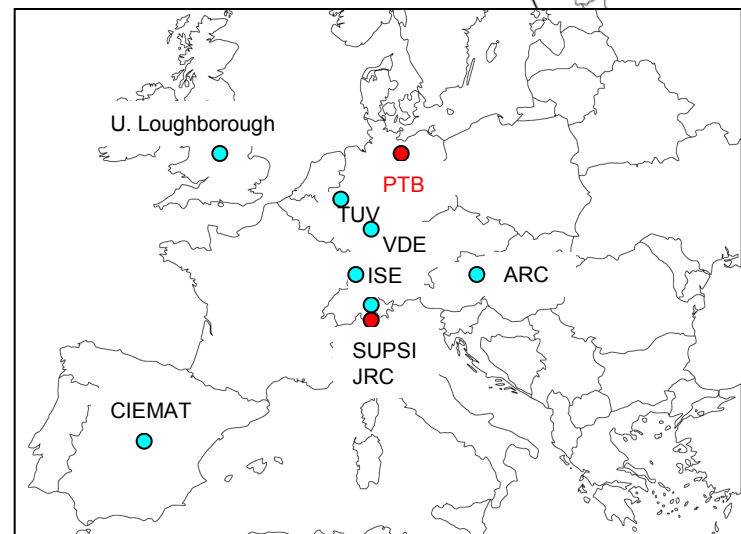 U. Loughborough
PTB
TUV
VDE
ISE
ARC
SUPSI
JRC
CIEMAT